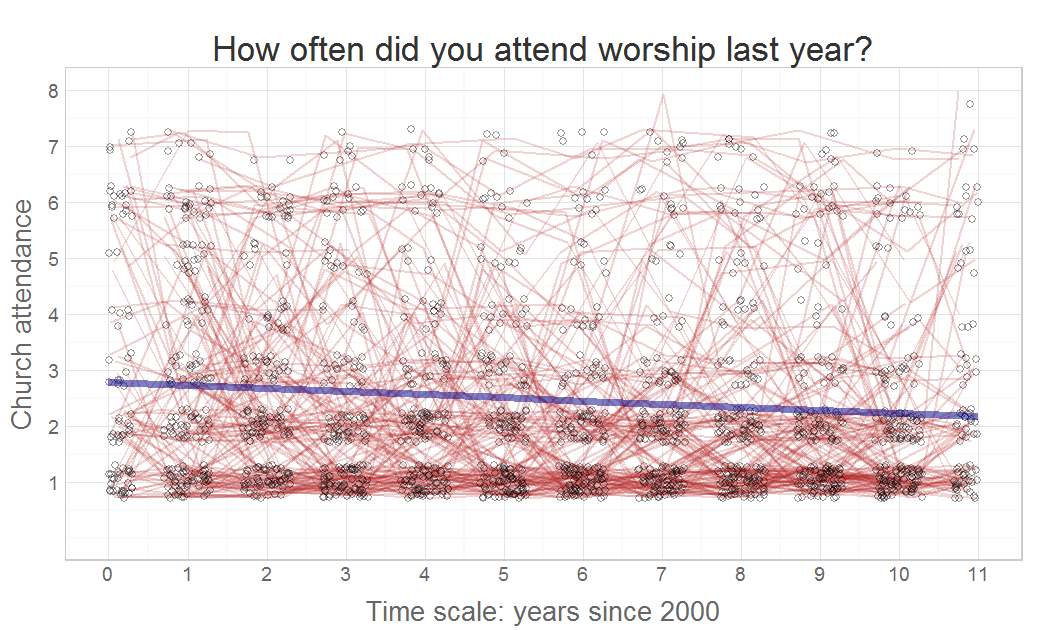 How often did you attend worship last year?
Church attendance
8
7
6
5
4
3
2
1
0 1 2 3 4 5 6 7 8 9 10 11
Time scale: years since 2000